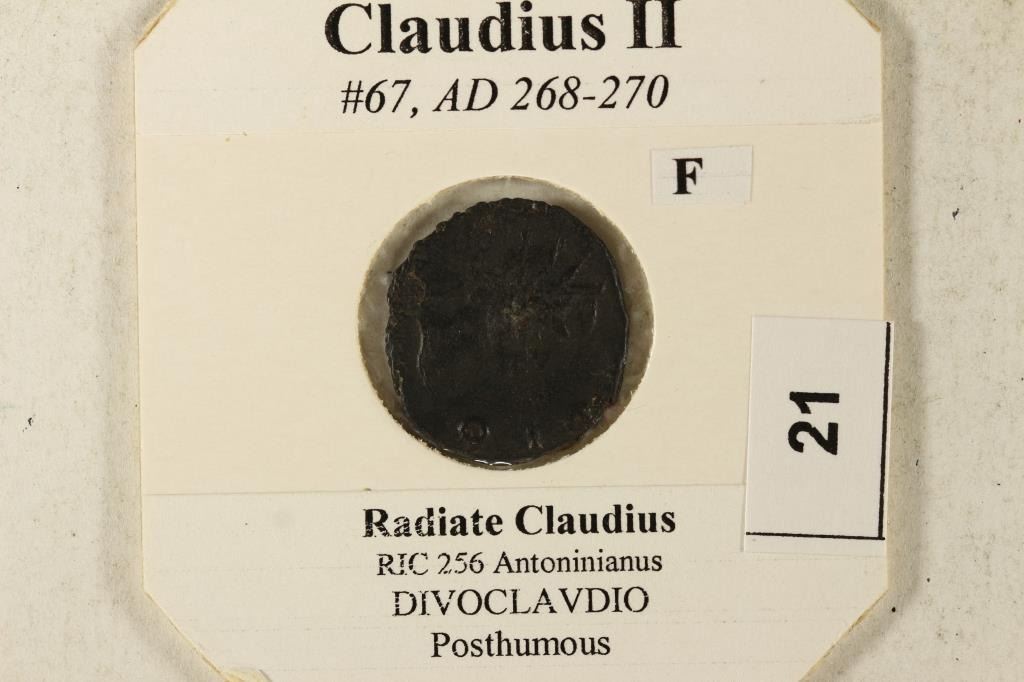 Claudius II
#67, AD 268-270
F
21
Radiate Claudius
RIC 256 Antoninianus
DIVOCLAVDIO
Posthumous